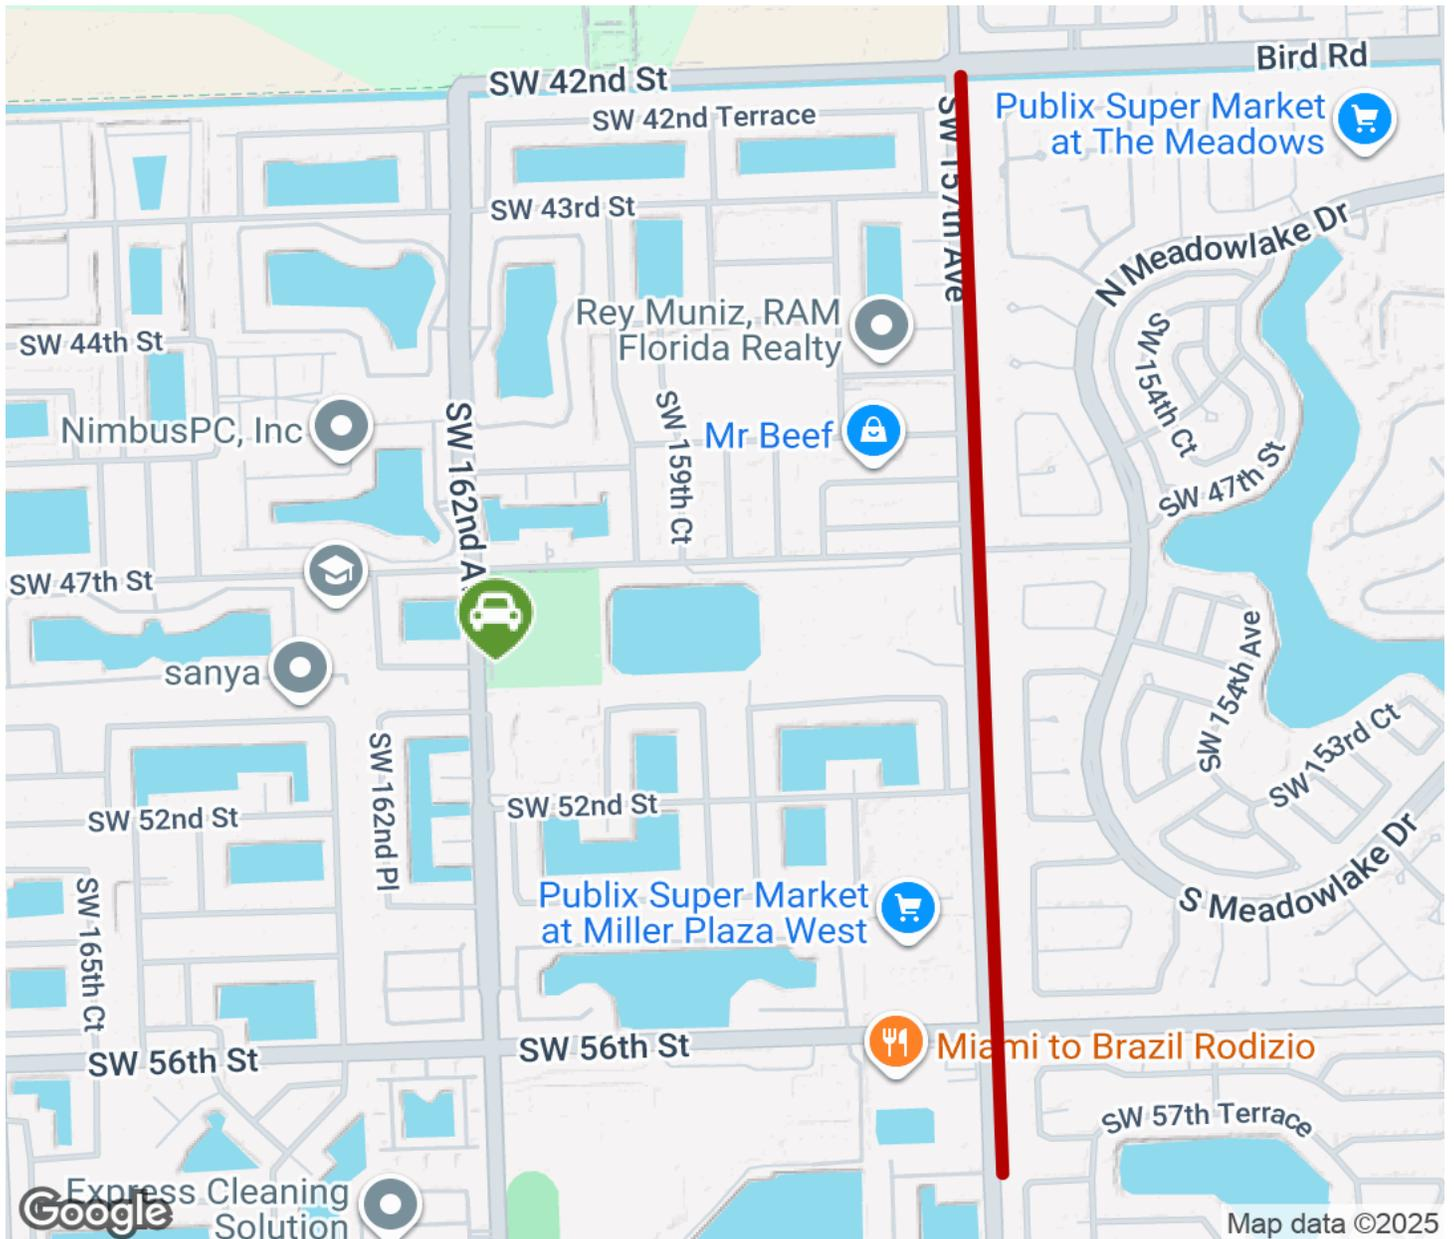 Bird Rd
SW 42nd St
SW 42nd Terrace
Publix Super Market
at The Meadows
SW 157th Ave
SW 43rd St
N Meadowlake Dr
Rey Muniz, RAM
Florida Realty
SW 44th St
SW 154th Ct
NimbusPC, Inc
Mr Beef
SW 162nd A
SW 159th Ct
SW 47th St
SW 47th St
sanya
SW 154th Ave
SW 153rd Ct
SW 162nd Pl
SW 52nd St
SW 52nd St
S Meadowlake Dr
SW 165th Ct
Publix Super Market
at Miller Plaza West
SW 56th St
SW 56th St
Miami to Brazil Rodizio
SW 57th Terrace
Express Cleaning
Solution
Google
Map data ©2025